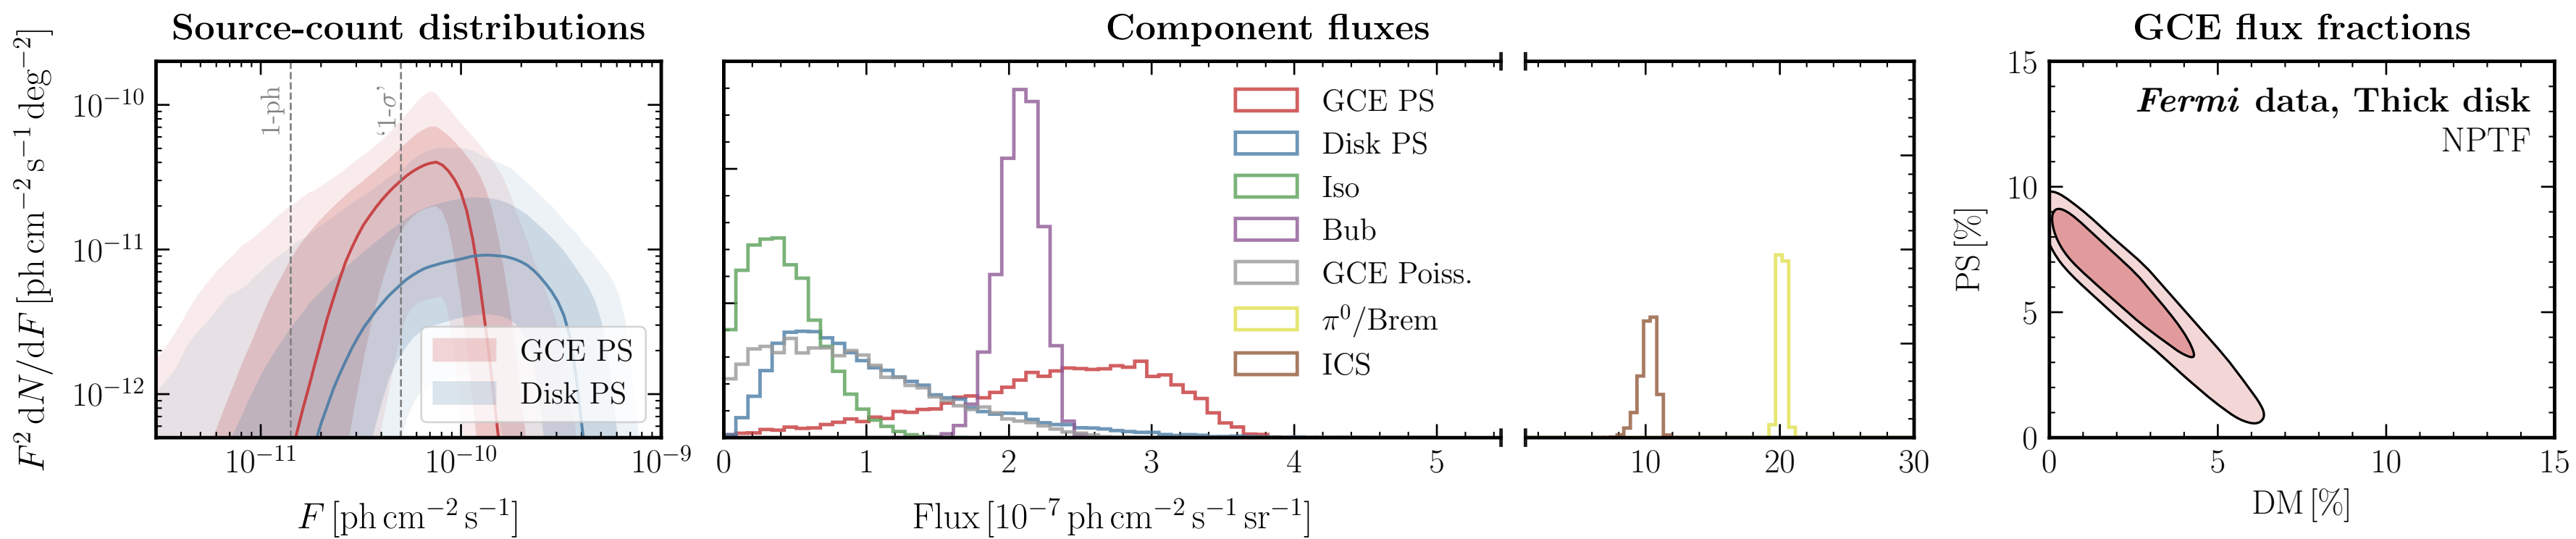 Source-count distributions
F² dN/dF [ph cm⁻² s⁻¹ deg⁻²]
10⁻¹⁰
10⁻¹¹
10⁻¹²
1-ph
‘1-σ’
GCE PS
Disk PS
10⁻¹¹ 10⁻¹⁰ 10⁻⁹
F [ph cm⁻² s⁻¹]
Component fluxes
GCE PS
Disk PS
Iso
Bub
GCE Poiss.
π⁰/Brem
ICS
0 1 2 3 4 5 10 20 30
Flux [10⁻⁷ ph cm⁻² s⁻¹ sr⁻¹]
GCE flux fractions
PS [%]
15
10
5
0
Fermi data, Thick disk
NPTF
0 5 10 15
DM [%]